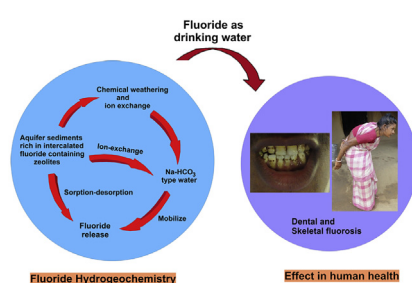 Fluoride as
drinking water
Chemical weathering
and
ion exchange
Aquifer sediments
rich in intercalated
fluoride containing
zeolites
Ion-exchange
Na-HCO3
type water
Sorption-desorption
Mobilize
Fluoride
release
Dental and
Skeletal fluorosis
Fluoride Hydrogeochemistry
Effect in human health